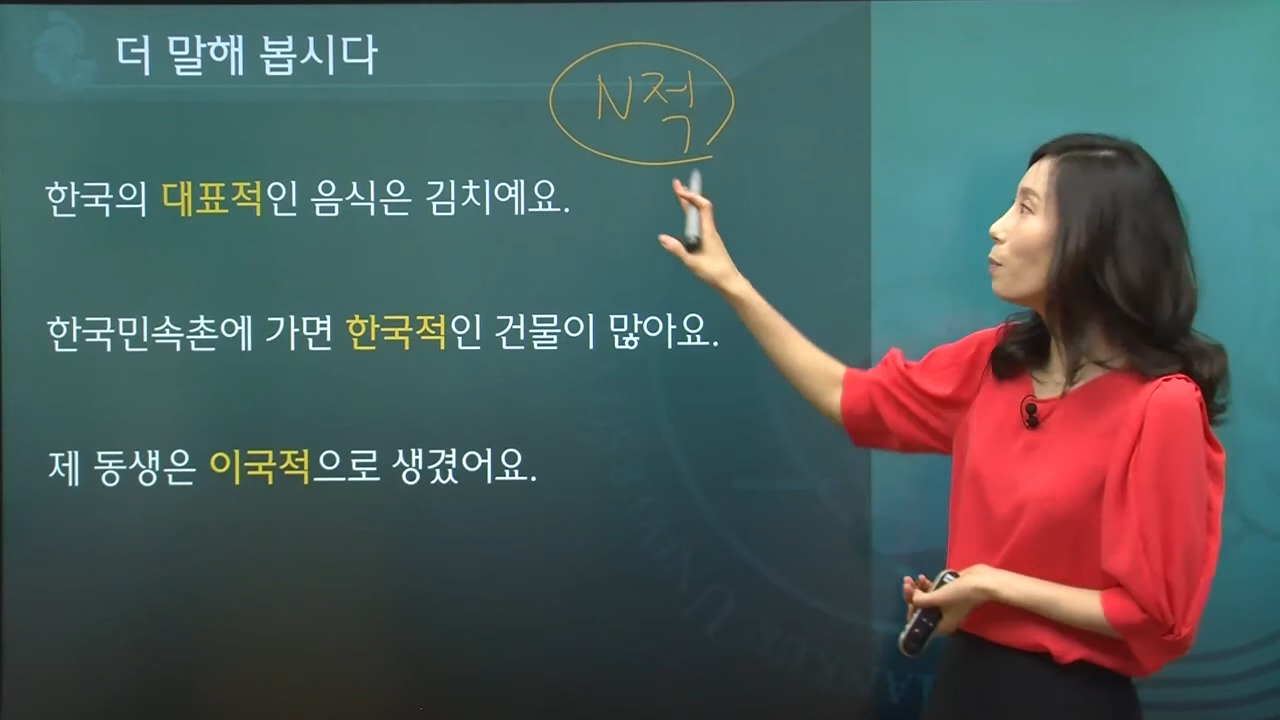 더 말해 봅시다
N적
한국의 대표적인 음식은 김치예요.
한국민속촌에 가면 한국적인 건물이 많아요.
제 동생은 이국적으로 생겼어요.